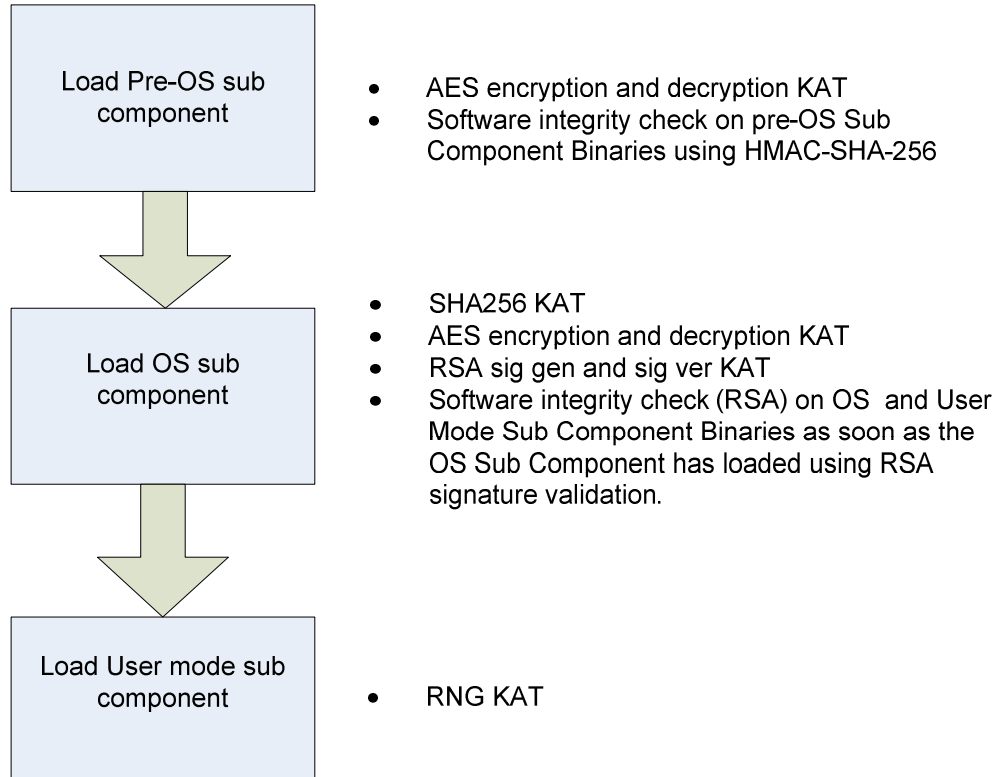 Load Pre-OS sub
component
• AES encryption and decryption KAT
• Software integrity check on pre-OS Sub
Component Binaries using HMAC-SHA-256
Load OS sub
component
• SHA256 KAT
• AES encryption and decryption KAT
• RSA sig gen and sig ver KAT
• Software integrity check (RSA) on OS and User
Mode Sub Component Binaries as soon as the
OS Sub Component has loaded using RSA
signature validation.
Load User mode sub
component
• RNG KAT